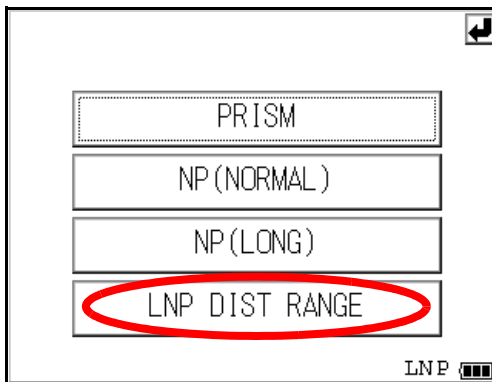 PRISM
NP(NORMAL)
NP(LONG)
LNP DIST RANGE
LNP